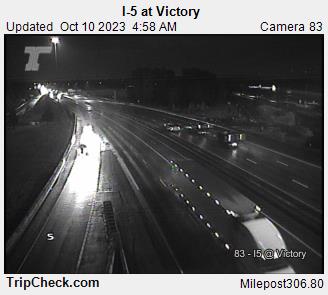 I-5 at Victory
Updated Oct 10 2023 4:58 AM Camera 83
T
S
83 - I5 @ Victory
TripCheck.com Milepost306.80